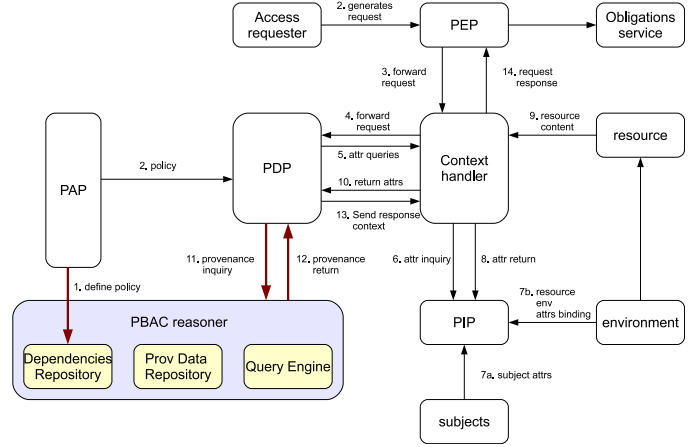 2. generates
request
Access
requester
PEP
Obligations
service
3. forward
request
14. request
response
4. forward
request
9. resource
content
5. attr queries
resource
PAP
2. policy
PDP
Context
handler
10. return attrs
13. Send response
context
11. provenance
inquiry
12. provenance
return
6. attr inquiry
8. attr return
1. define policy
7b. resource
env
attrs binding
PBAC reasoner
PIP
environment
Dependencies
Repository
Prov Data
Repository
Query Engine
7a. subject attrs
subjects